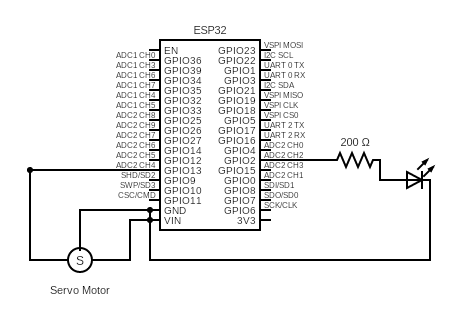 ESP32
EN GPIO23 VSPI MOSI
ADC1 CH0 GPIO36 GPIO22 I2C SCL
ADC1 CH3 GPIO39 GPIO1 UART 0 TX
ADC1 CH6 GPIO34 GPIO3 UART 0 RX
ADC1 CH7 GPIO35 GPIO21 I2C SDA
ADC1 CH4 GPIO32 GPIO19 VSPI MISO
ADC1 CH5 GPIO33 GPIO18 VSPI CLK
ADC2 CH8 GPIO25 GPIO5 VSPI CS0
ADC2 CH9 GPIO26 GPIO17 UART 2 TX
ADC2 CH7 GPIO27 GPIO16 UART 2 RX
ADC2 CH6 GPIO14 GPIO4 ADC2 CH0
ADC2 CH5 GPIO12 GPIO2 ADC2 CH2
ADC2 CH4 GPIO13 GPIO15 ADC2 CH3
SHD/SD2 GPIO9 GPIO0 ADC2 CH1
SWP/SD3 GPIO10 GPIO8 SDI/SD1
CSC/CMD GPIO11 GPIO7 SDO/SD0
GND GPIO6 SCK/CLK
VIN 3V3
200 Ω
S
Servo Motor